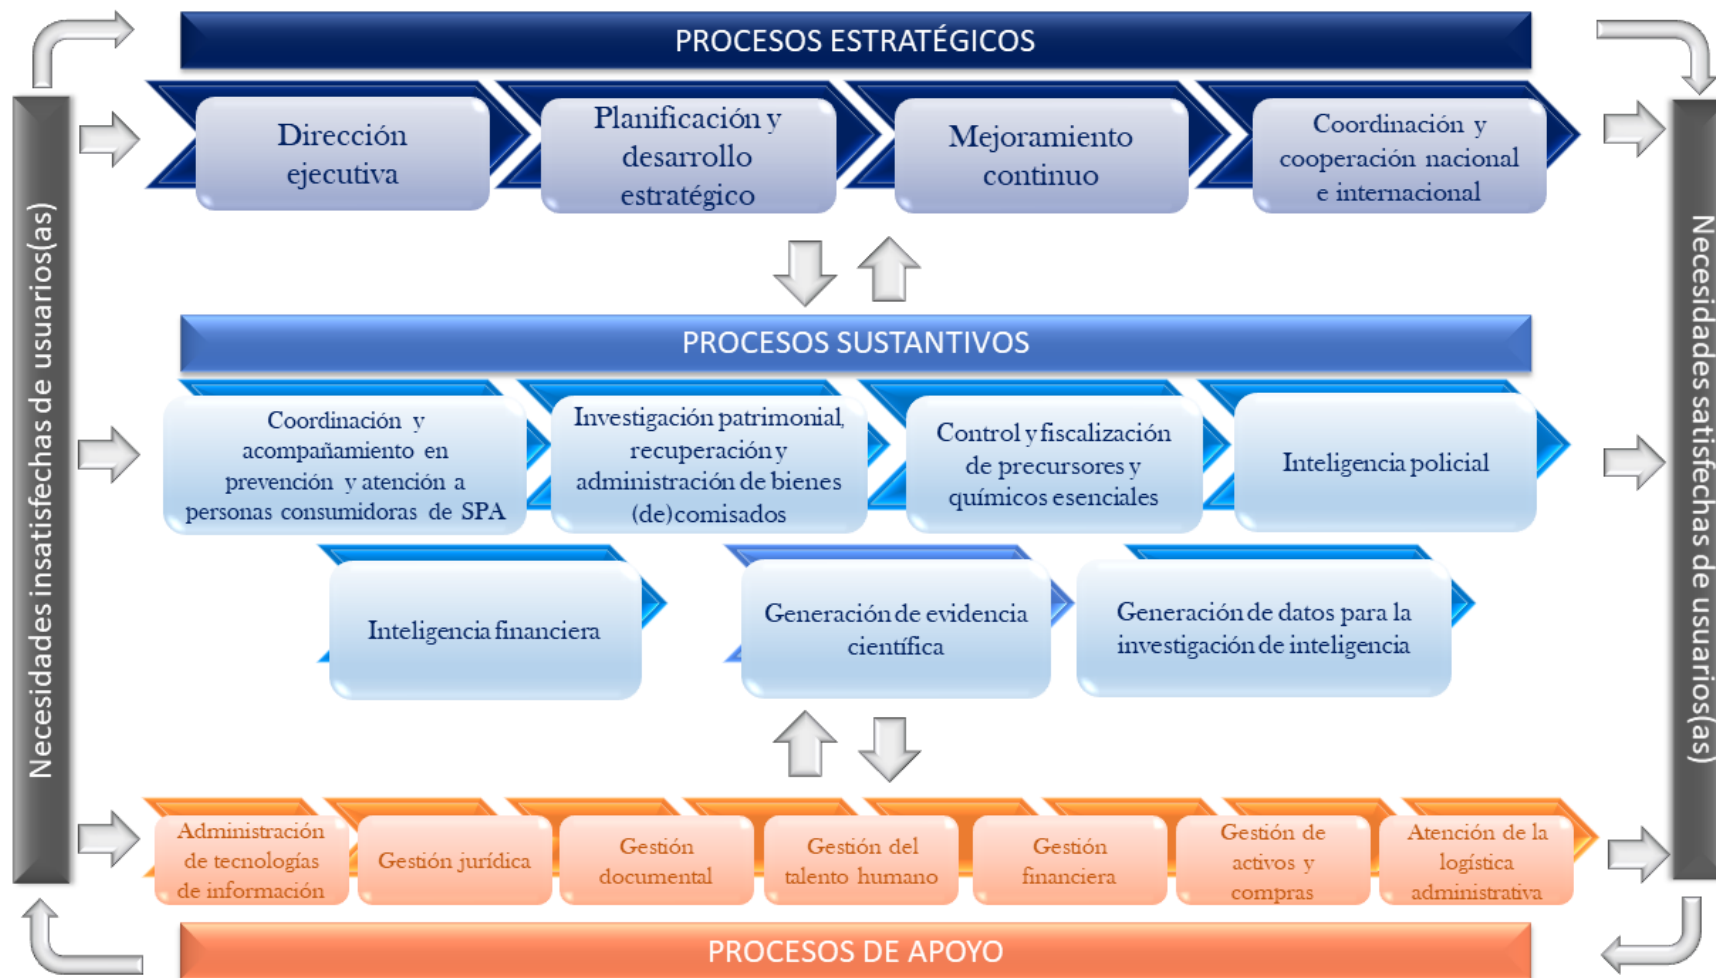 PROCESOS ESTRATÉGICOS
Dirección
ejecutiva
Planificación y
desarrollo
estratégico
Mejoramiento
continuo
Coordinación y
cooperación nacional
e internacional
Necesidades insatisfechas de usuarios(as)
Necesidades satisfechas de usuarios(as)
PROCESOS SUSTANTIVOS
Coordinación y
acompañamiento en
prevención y atención a
personas consumidoras de SPA
Investigación patrimonial,
recuperación y
administración de bienes
(de)comisados
Control y fiscalización
de precursores y
químicos esenciales
Inteligencia policial
Inteligencia financiera
Generación de evidencia
científica
Generación de datos para la
investigación de inteligencia
Administración
de tecnologías
de información
Gestión jurídica
Gestión
documental
Gestión del
talento humano
Gestión
financiera
Gestión de
activos y
compras
Atención de la
logística
administrativa
PROCESOS DE APOYO